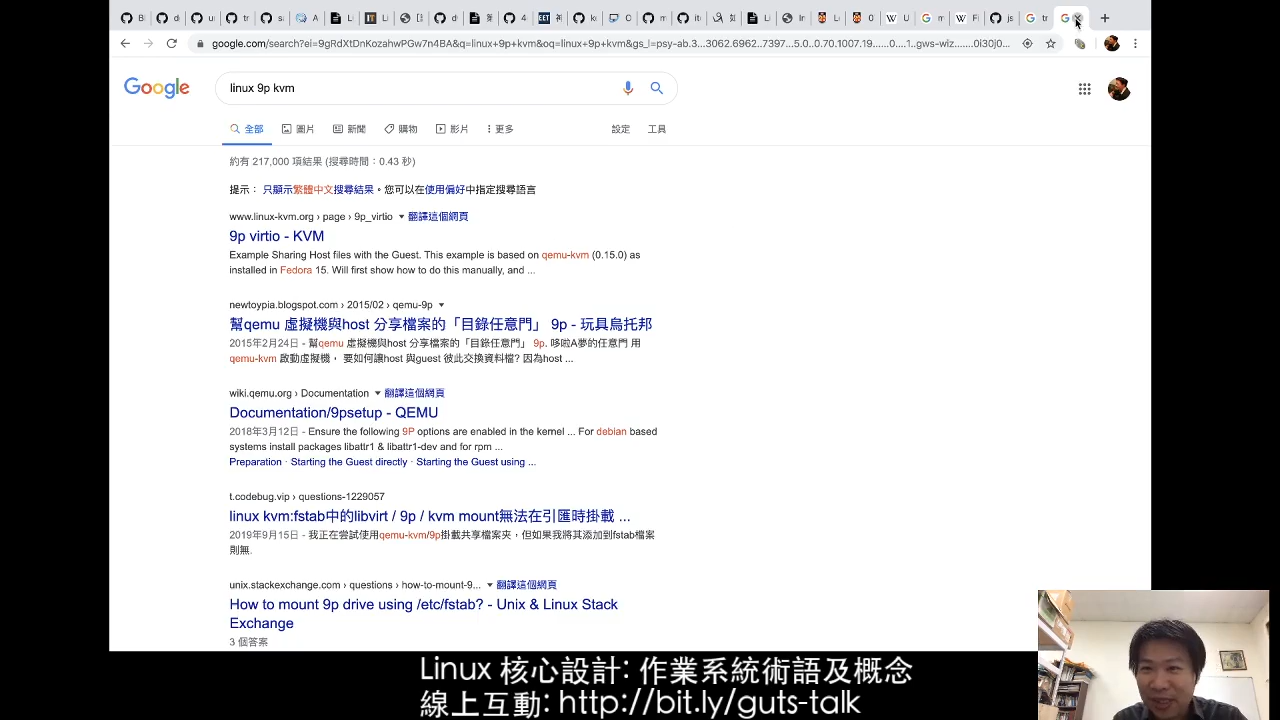 google.com/search?ei=9gRdXtDnKozahwPGw7n4BA&q=linux+9p+kvm&oq=linux+9p+kvm&gs_l=psy-ab.3...3062.6962..7397...5.0..0.70.1007.19......0....1..gws-wiz.......0i30j0...
Google
linux 9p kvm
全部 圖片 新聞 購物 影片 更多 設定 工具
約有 217,000 項結果 (搜尋時間：0.43 秒)
提示： 只顯示繁體中文搜尋結果。您可以在使用偏好中指定搜尋語言
www.linux-kvm.org › page › 9p_virtio ▼ 翻譯這個網頁
9p virtio - KVM
Example Sharing Host files with the Guest. This example is based on qemu-kvm (0.15.0) as
installed in Fedora 15. Will first show how to do this manually, and ...
newtoypia.blogspot.com › 2015/02 › qemu-9p ▼
幫qemu 虛擬機與host 分享檔案的「目錄任意門」 9p - 玩具烏托邦
2015年2月24日 - 幫qemu 虛擬機與host 分享檔案的「目錄任意門」 9p. 哆啦A夢的任意門 用
qemu-kvm 啟動虛擬機， 要如何讓host 與guest 彼此交換資料檔? 因為host ...
wiki.qemu.org › Documentation ▼ 翻譯這個網頁
Documentation/9psetup - QEMU
2018年3月12日 - Ensure the following 9P options are enabled in the kernel ... For debian based
systems install packages libattr1 & libattr1-dev and for rpm ...
Preparation · Starting the Guest directly · Starting the Guest using ...
t.codebug.vip › questions-1229057
linux kvm:fstab中的libvirt / 9p / kvm mount無法在引匯時掛載 ...
2019年9月15日 - 我正在嘗試使用qemu-kvm/9p掛載共享檔案夾，但如果我將其添加到fstab檔案
則無.
unix.stackexchange.com › questions › how-to-mount-9... ▼ 翻譯這個網頁
How to mount 9p drive using /etc/fstab? - Unix & Linux Stack
Exchange
3 個答案
Linux 核心設計: 作業系統術語及概念
線上互動: http://bit.ly/guts-talk